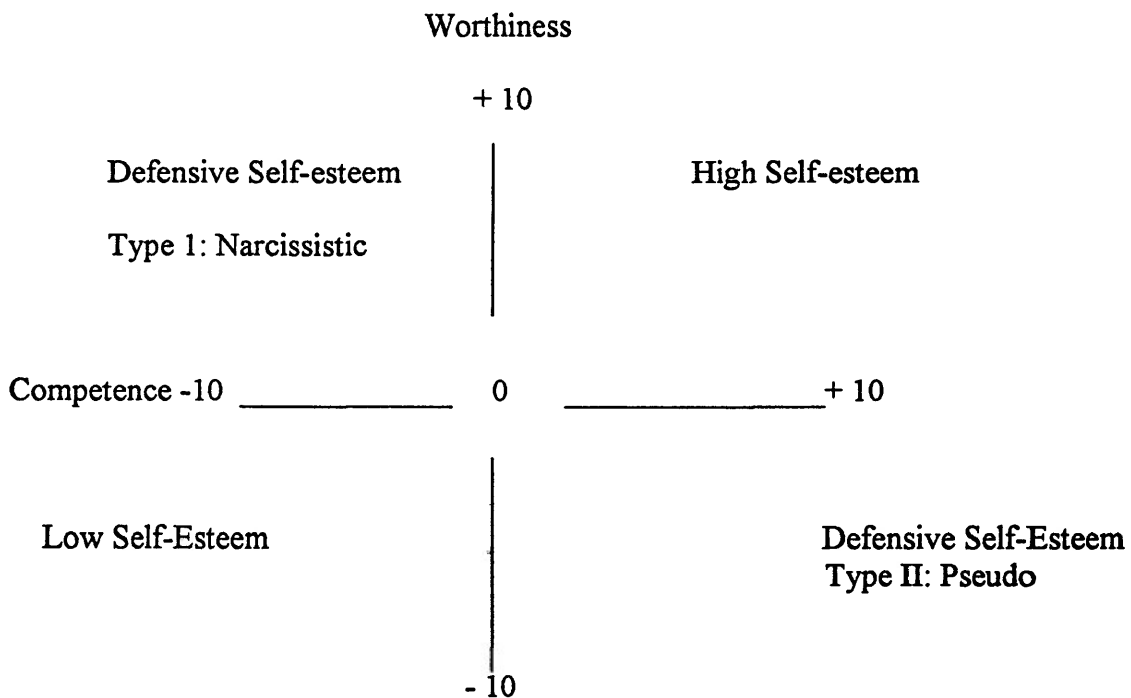 Worthiness
+ 10
Defensive Self-esteem
High Self-esteem
Type 1: Narcissistic
Competence -10
0
+ 10
Low Self-Esteem
Defensive Self-Esteem
Type II: Pseudo
- 10